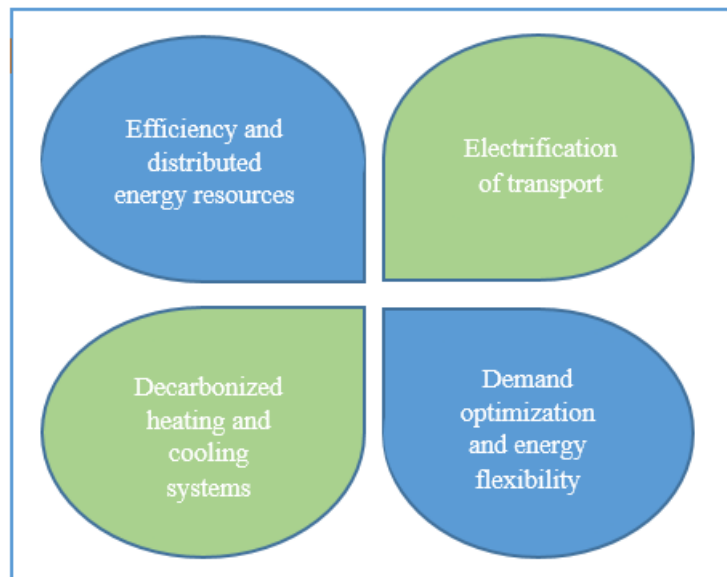 Efficiency and
distributed
energy resources
Electrification
of transport
Decarbonized
heating and
cooling
systems
Demand
optimization
and energy
flexibility